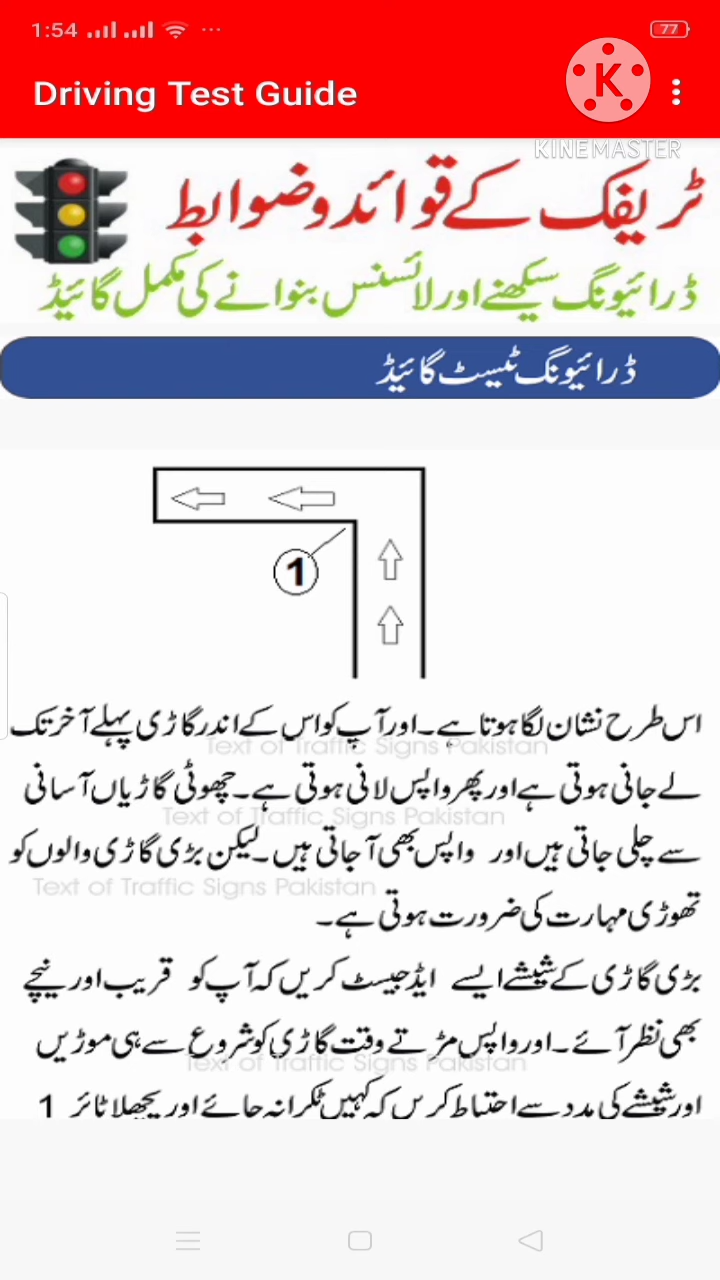 1:54
77
Driving Test Guide
K
KINEMASTER
ٹریفک کے قوائد و ضوابط
ڈرائیونگ سیکھنے اور لائسنس بنوانے کی مکمل گائیڈ
ڈرائیونگ ٹیسٹ گائیڈ
1
اس طرح نشان لگا ہوتا ہے۔ اور آپ کو اس کے اندر گاڑی پہلے آخر تک
Text of Traffic Signs Pakistan
لے جانی ہوتی ہے اور پھر واپس لانی ہوتی ہے۔ چھوٹی گاڑیاں آسانی
Text of Traffic Signs Pakistan
سے چلی جاتی ہیں اور واپس بھی آ جاتی ہیں۔ لیکن بڑی گاڑی والوں کو
Text of Traffic Signs Pakistan
تھوڑی مہارت کی ضرورت ہوتی ہے۔
بڑی گاڑی کے شیشے ایسے ایڈجیسٹ کریں کہ آپ کو قریب اور نیچے
بھی نظر آئے۔ اور واپس مڑتے وقت گاڑی کو شروع سے ہی موڑیں
Text of Traffic Signs Pakistan
اور شیشے کی مدد سے احتیاط کریں کہ کہیں ٹکرا نہ جائے اور پچھلا ٹائر 1